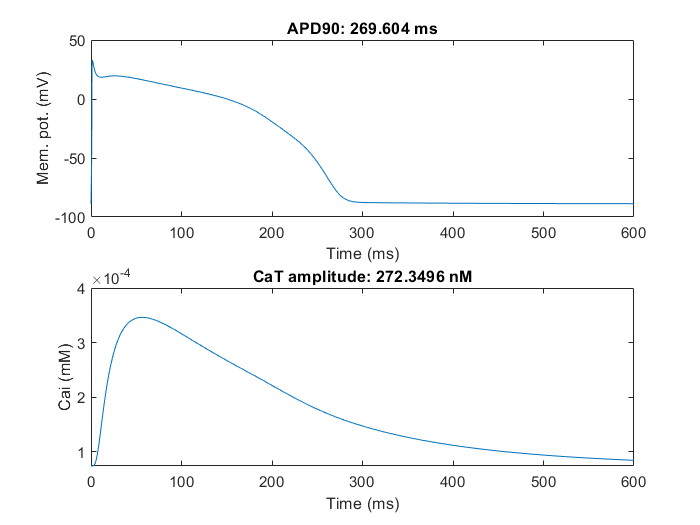 APD90: 269.604 ms
50
0
-50
-100
Mem. pot. (mV)
0 100 200 300 400 500 600
Time (ms)
CaT amplitude: 272.3496 nM
×10⁻⁴
4
3
2
1
Cai (mM)
0 100 200 300 400 500 600
Time (ms)